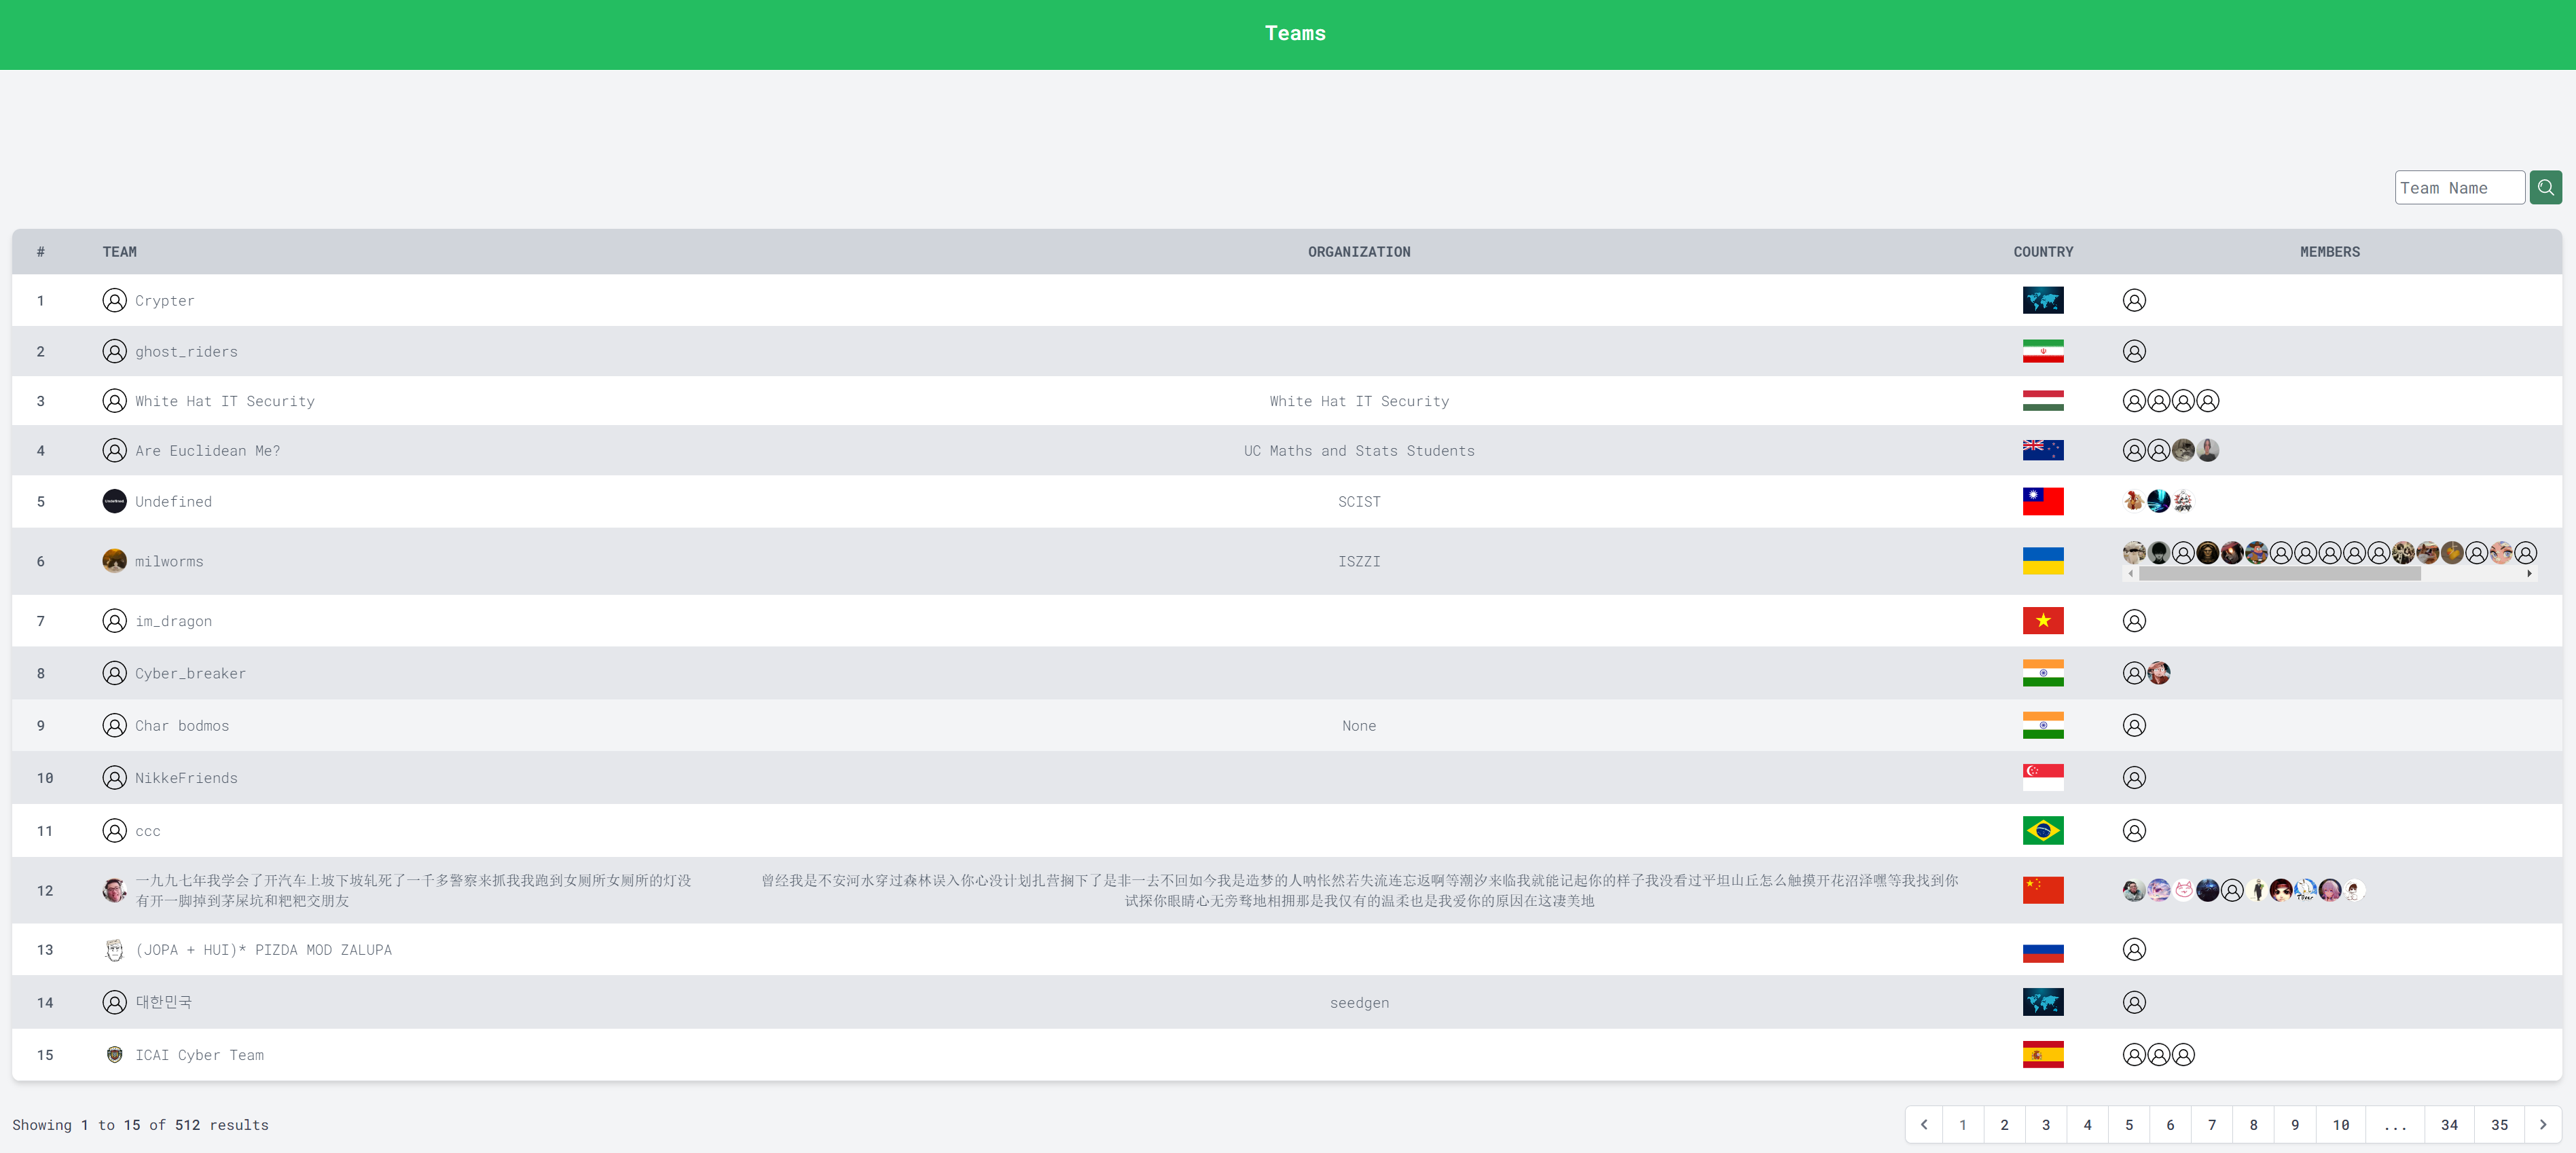 Teams
Team Name
# TEAM ORGANIZATION COUNTRY MEMBERS
1 Crypter
2 ghost_riders
3 White Hat IT Security White Hat IT Security
4 Are Euclidean Me? UC Maths and Stats Students
5 Undefined SCIST
6 milworms ISZZI
7 im_dragon
8 Cyber_breaker
9 Char bodmos None
10 NikkeFriends
11 ccc
12 一九九七年我学会了开汽车上坡下坡轧死了一千多警察来抓我我跑到女厕所女厕所的灯没 曾经我是不安河水穿过森林误入你心没计划扎营搁下了是非一去不回如今我是造梦的人呐怅然若失流连忘返啊等潮汐来临我就能记起你的样子我没看过平坦山丘怎么触摸开花沼泽嘿等我找到你
有开一脚掉到茅屎坑和粑粑交朋友 试探你眼睛心无旁骛地相拥那是我仅有的温柔也是我爱你的原因在这凄美地
13 (JOPA + HUI)* PIZDA MOD ZALUPA
14 대한민국 seedgen
15 ICAI Cyber Team
Showing 1 to 15 of 512 results
1 2 3 4 5 6 7 8 9 10 ... 34 35